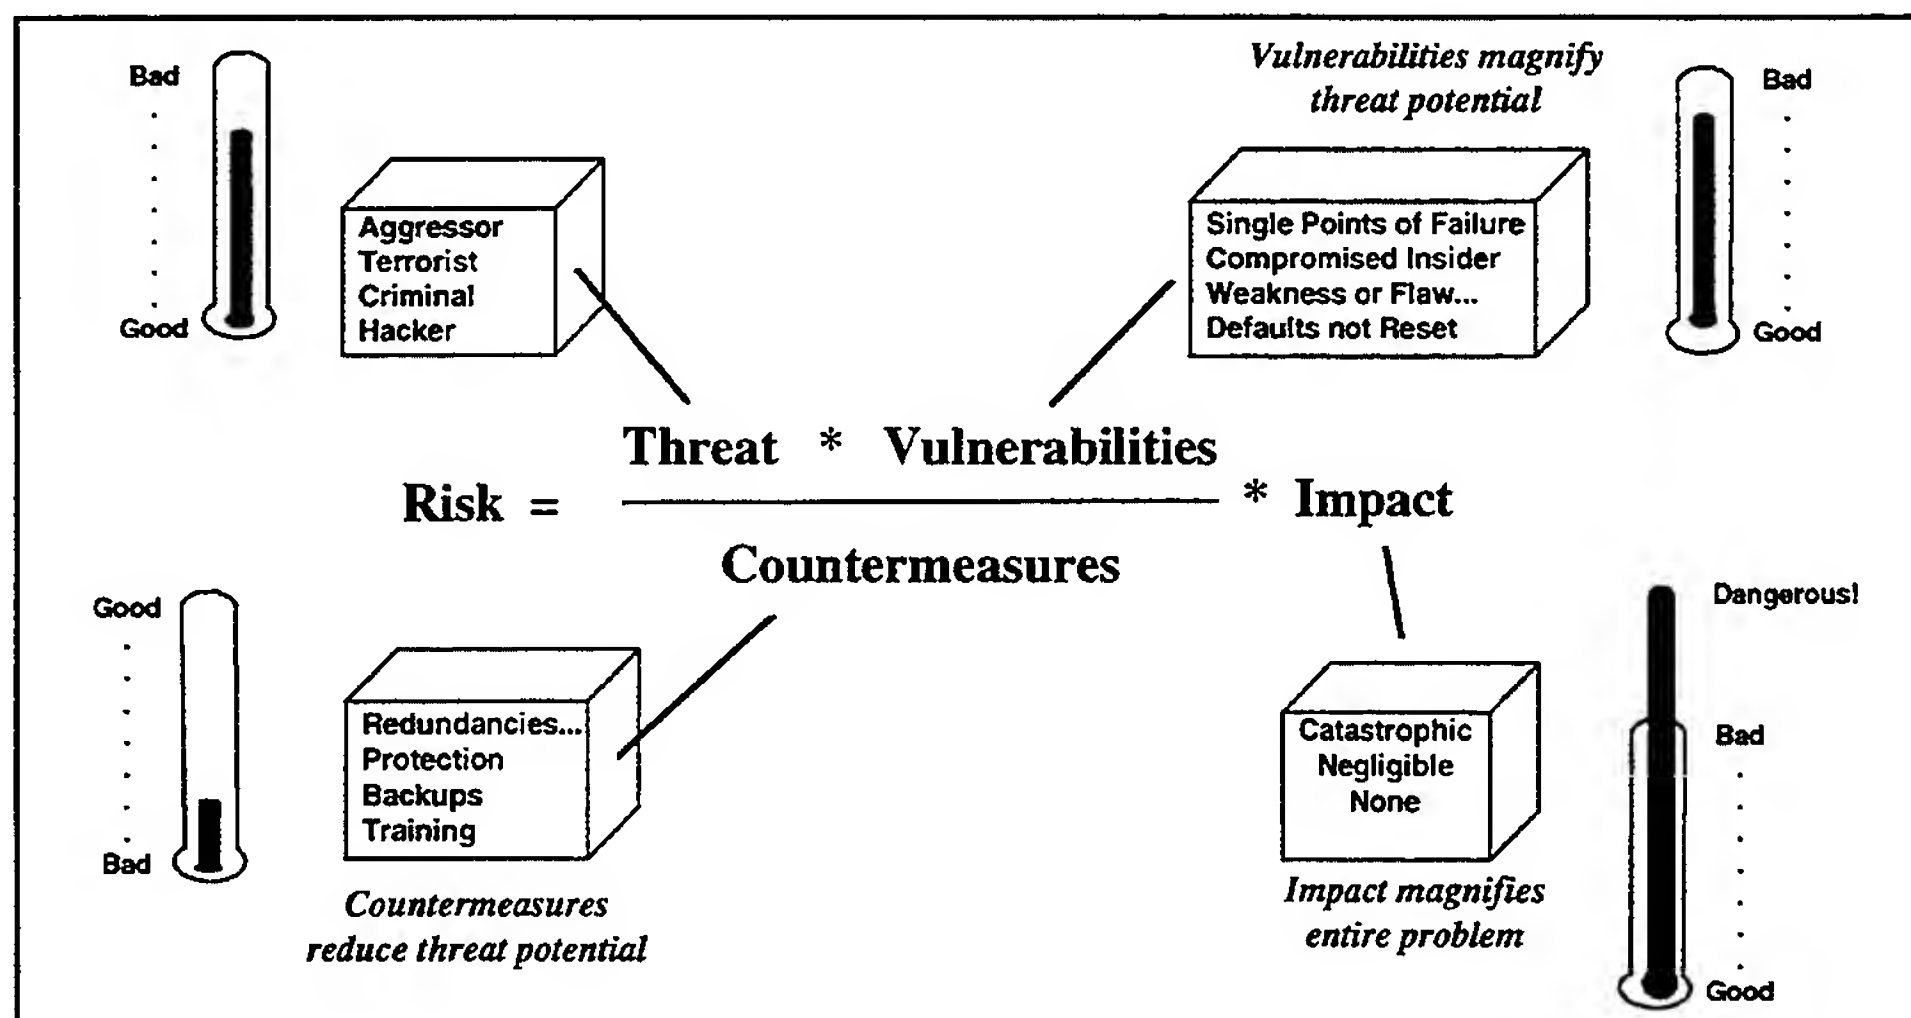 Bad
Good
Aggressor
Terrorist
Criminal
Hacker
Vulnerabilities magnify
threat potential
Single Points of Failure
Compromised Insider
Weakness or Flaw...
Defaults not Reset
Bad
Good
Threat * Vulnerabilities
Risk = * Impact
Countermeasures
Good
Bad
Redundancies...
Protection
Backups
Training
Countermeasures
reduce threat potential
Catastrophic
Negligible
None
Impact magnifies
entire problem
Dangerous!
Bad
Good